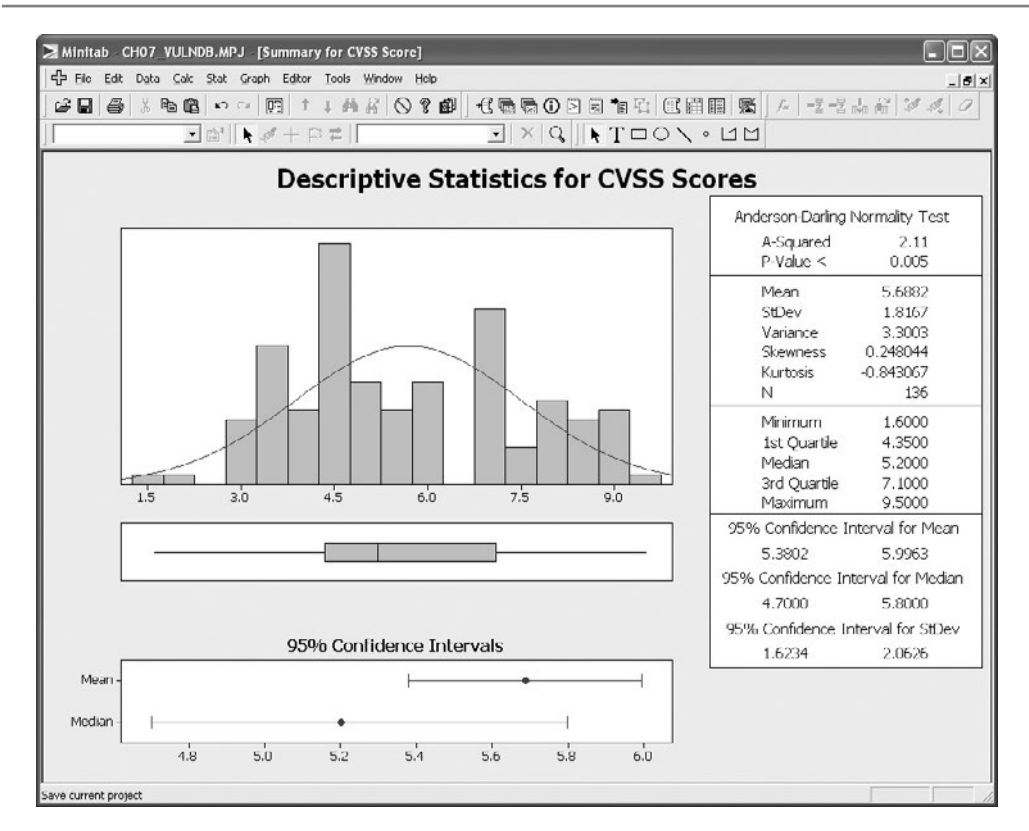 Minitab - CH07_VULNDB.MPJ - [Summary for CVSS Score]
File Edit Data Calc Stat Graph Editor Tools Window Help
Descriptive Statistics for CVSS Scores
1.5 3.0 4.5 6.0 7.5 9.0
95% Confidence Intervals
Mean
Median
4.8 5.0 5.2 5.4 5.6 5.8 6.0
Anderson-Darling Normality Test
A-Squared 2.11
P-Value < 0.005
Mean 5.6882
StDev 1.8167
Variance 3.3003
Skewness 0.248044
Kurtosis -0.843067
N 136
Minimum 1.6000
1st Quartile 4.3500
Median 5.2000
3rd Quartile 7.1000
Maximum 9.5000
95% Confidence Interval for Mean
5.3802 5.9963
95% Confidence Interval for Median
4.7000 5.8000
95% Confidence Interval for StDev
1.6234 2.0626
Save current project